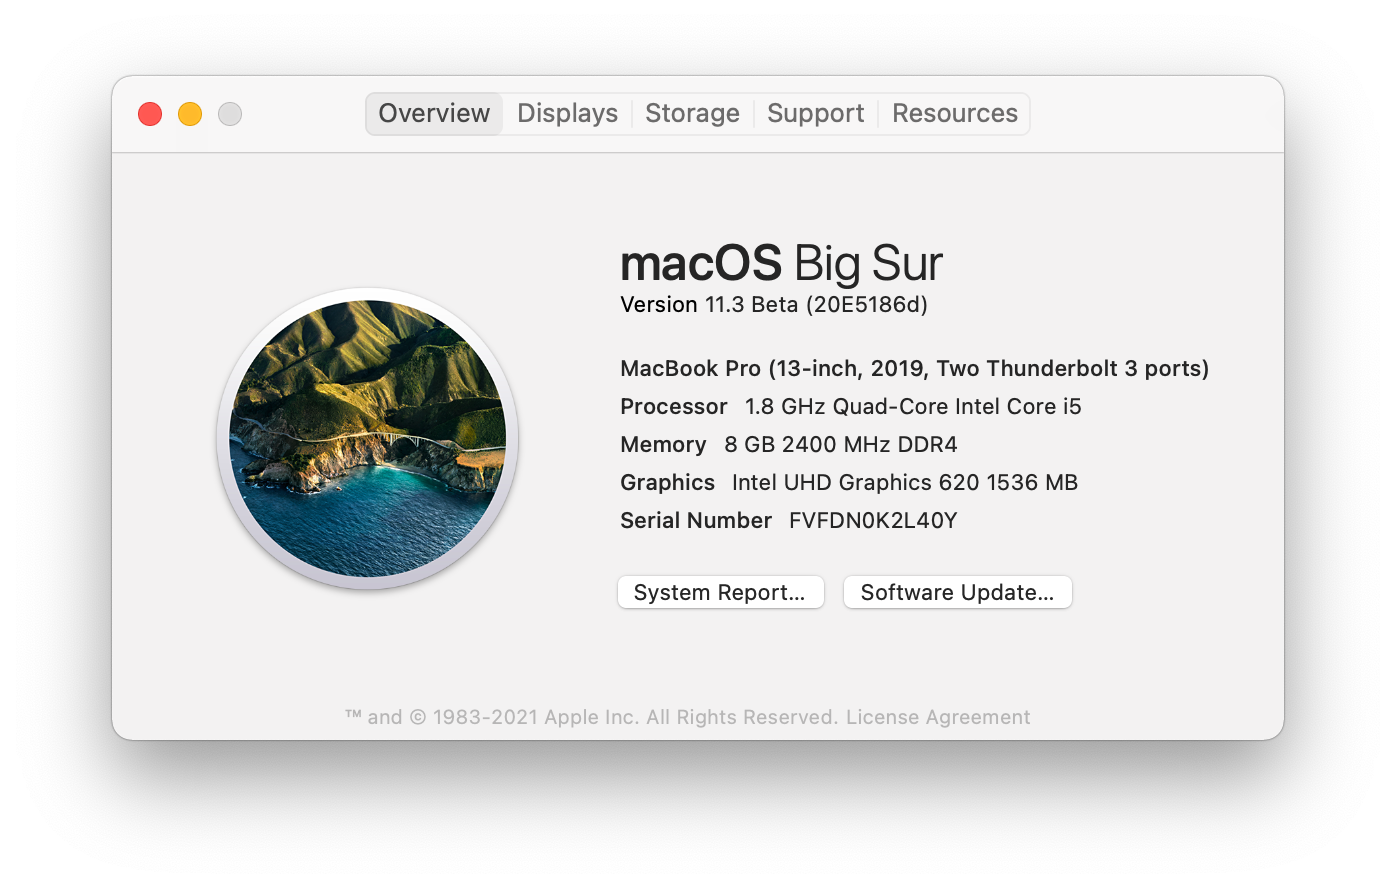 Overview Displays Storage Support Resources
macOS Big Sur
Version 11.3 Beta (20E5186d)
MacBook Pro (13-inch, 2019, Two Thunderbolt 3 ports)
Processor 1.8 GHz Quad-Core Intel Core i5
Memory 8 GB 2400 MHz DDR4
Graphics Intel UHD Graphics 620 1536 MB
Serial Number FVFDN0K2L40Y
System Report... Software Update...
™ and © 1983-2021 Apple Inc. All Rights Reserved. License Agreement